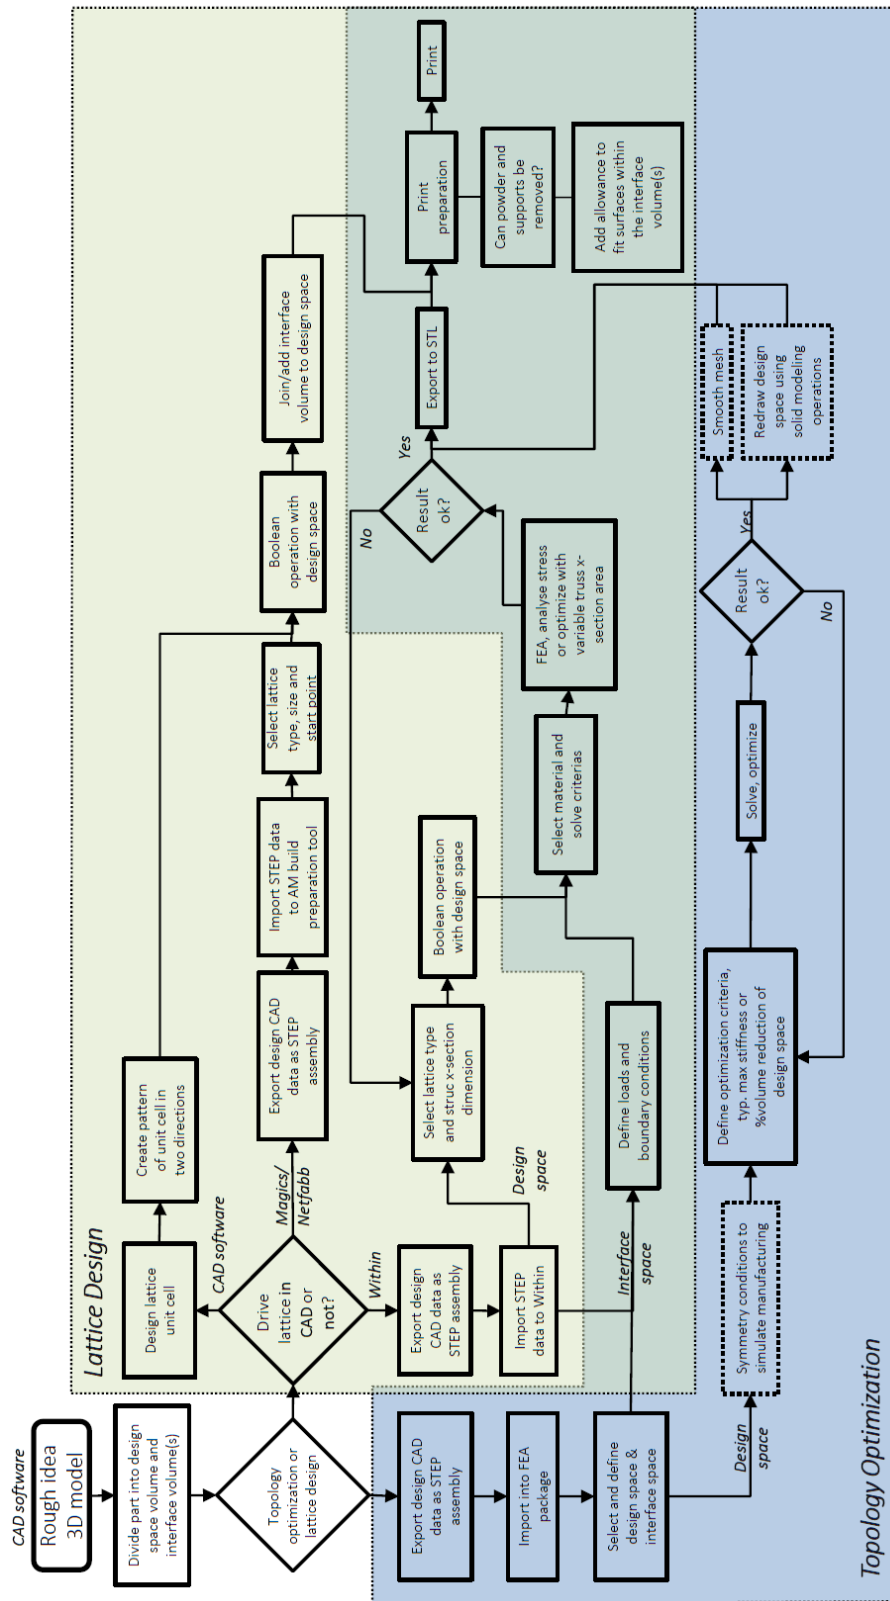 CAD software
Rough idea
3D model
Divide part into design
space volume and
interface volume(s)
Topology
optimization or
lattice design
Lattice Design
Design lattice
unit cell
CAD software
Create pattern
of unit cell in
two directions
Drive
lattice in
CAD or
not?
Magics/
Netfabb
Export design CAD
data as STEP
assembly
Import STEP data
to AM build
preparation tool
Select lattice
type, size and
start point
Boolean
operation with
design space
Join/add interface
volume to design space
Within
Export design
CAD data as
STEP assembly
Import STEP
data to Within
Design
space
Select lattice type
and struc x-section
dimension
Boolean operation
with design space
Interface
space
Define loads and
boundary conditions
Select material and
solve criterias
FEA, analyse stress
or optimize with
variable truss x-
section area
Result
ok?
No
Yes
Export to STL
Print
preparation
Print
Can powder and
supports be
removed?
Add allowance to
fit surfaces within
the interface
volume(s)
Export design CAD
data as STEP
assembly
Import into FEA
package
Select and define
design space &
interface space
Design
space
Symmetry conditions to
simulate manufacturing
Define optimization criteria,
typ. max stiffness or
%volume reduction of
design space
Solve, optimize
Result
ok?
Yes
No
Smooth mesh
Redraw design
space using
solid modeling
operations
Topology Optimization